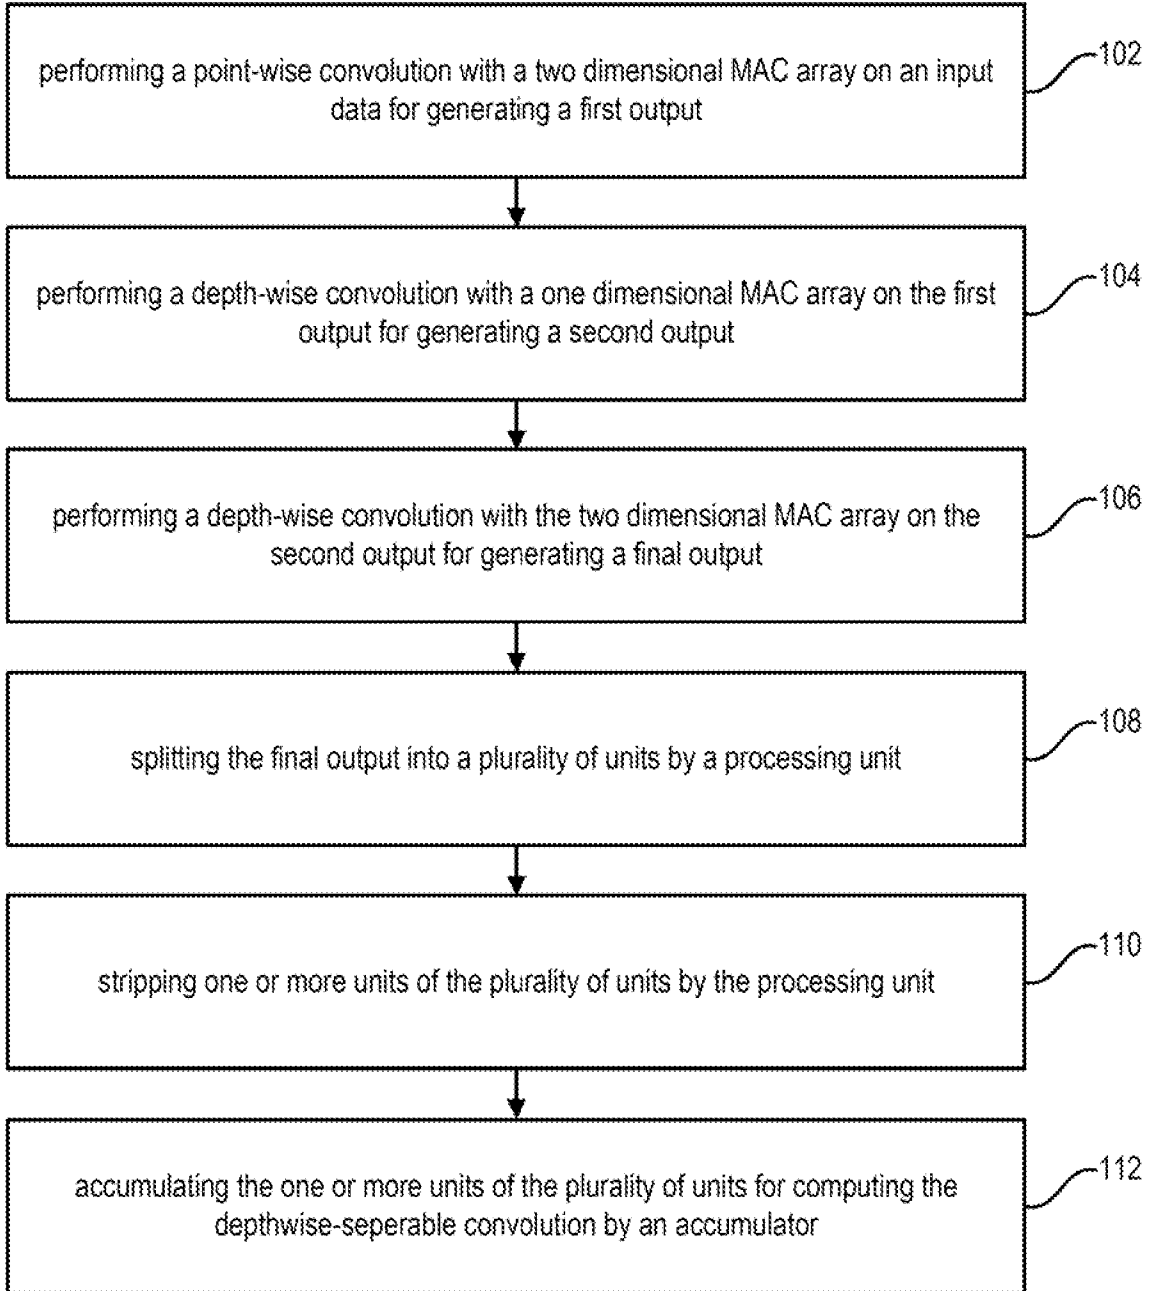 performing a point-wise convolution with a two dimensional MAC array on an input
data for generating a first output
102
performing a depth-wise convolution with a one dimensional MAC array on the first
output for generating a second output
104
performing a depth-wise convolution with the two dimensional MAC array on the
second output for generating a final output
106
splitting the final output into a plurality of units by a processing unit
108
stripping one or more units of the plurality of units by the processing unit
110
accumulating the one or more units of the plurality of units for computing the
depthwise-seperable convolution by an accumulator
112